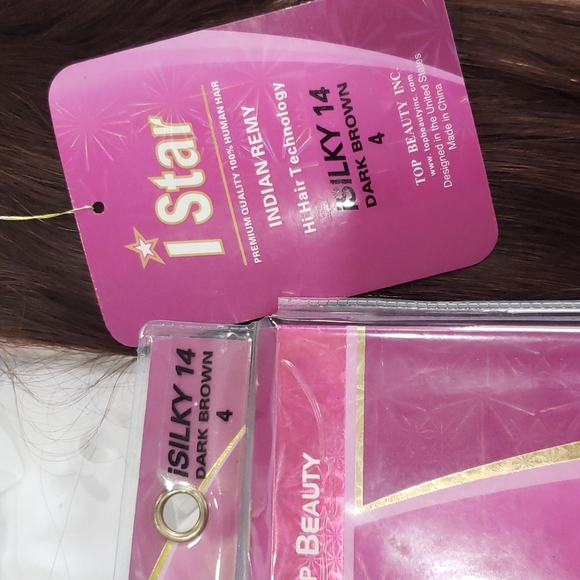 i Star
PREMIUM QUALITY 100% HUMAN HAIR
INDIAN REMY
Hi Hair Technology
iSILKY 14
DARK BROWN
4
TOP BEAUTY INC.
www.topbeautyinc.com
Designed in the United States
Made in China
iSILKY 14
DARK BROWN
4
P BEAUTY